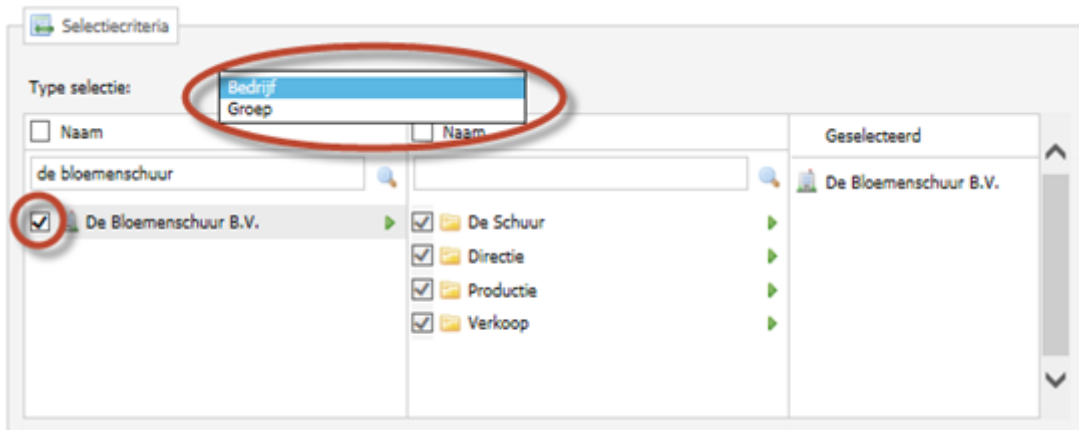 Selectiecriteria
Type selectie:
Bedrijf
Groep
Naam
Naam
Geselecteerd
de bloemenschuur
De Bloemenschuur B.V.
De Bloemenschuur B.V.
De Schuur
Directie
Productie
Verkoop